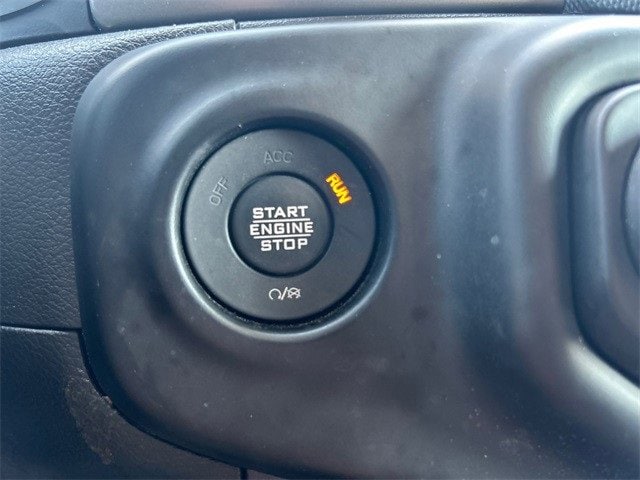 OFF
ACC
RUN
START
ENGINE
STOP